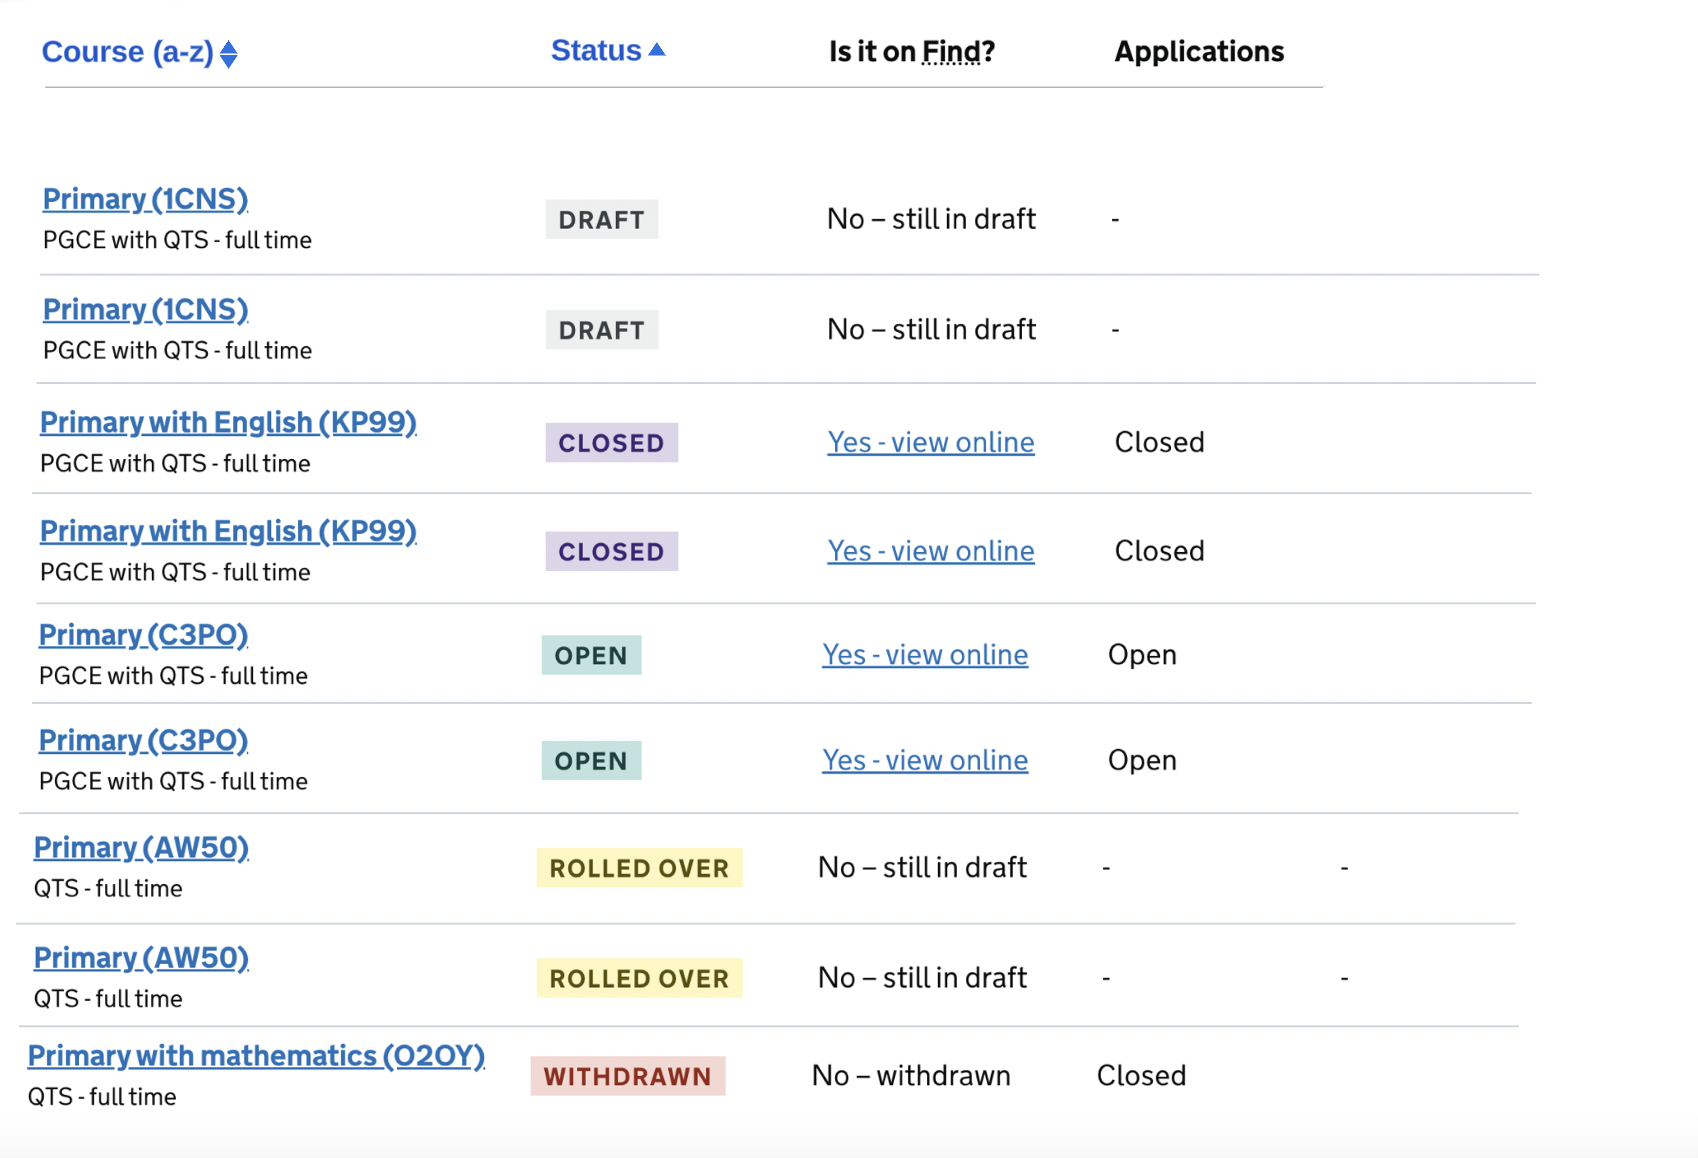 Course (a-z) Status Is it on Find? Applications
Primary (1CNS)
PGCE with QTS - full time
DRAFT No – still in draft -
Primary (1CNS)
PGCE with QTS - full time
DRAFT No – still in draft -
Primary with English (KP99)
PGCE with QTS - full time
CLOSED Yes - view online Closed
Primary with English (KP99)
PGCE with QTS - full time
CLOSED Yes - view online Closed
Primary (C3PO)
PGCE with QTS - full time
OPEN Yes - view online Open
Primary (C3PO)
PGCE with QTS - full time
OPEN Yes - view online Open
Primary (AW50)
QTS - full time
ROLLED OVER No – still in draft - -
Primary (AW50)
QTS - full time
ROLLED OVER No – still in draft - -
Primary with mathematics (O2OY)
QTS - full time
WITHDRAWN No – withdrawn Closed